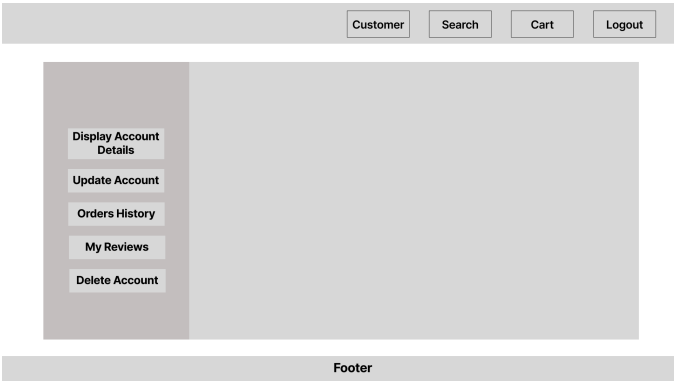 Customer
Search
Cart
Logout
Display Account
Details
Update Account
Orders History
My Reviews
Delete Account
Footer